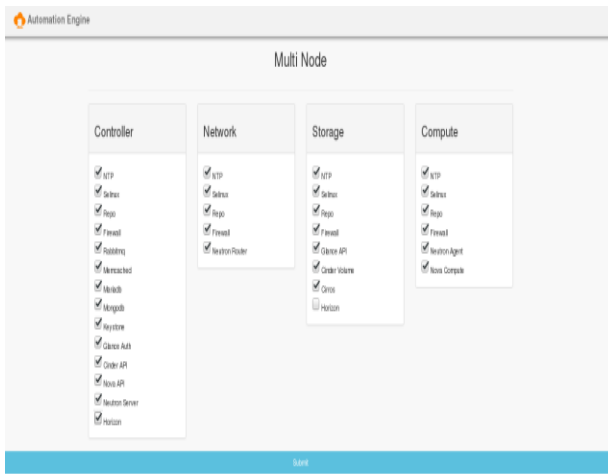 Automation Engine
Multi Node
Controller
NTP
Selinux
Repo
Firewall
Rabbitmq
Memcached
Mariadb
Mongodb
Keystone
Glance Auth
Cinder API
Nova API
Neutron Server
Horizon
Network
NTP
Selinux
Repo
Firewall
Neutron Router
Storage
NTP
Selinux
Repo
Firewall
Glance API
Cinder Volume
Cirros
Horizon
Compute
NTP
Selinux
Repo
Firewall
Neutron Agent
Nova Compute
Submit